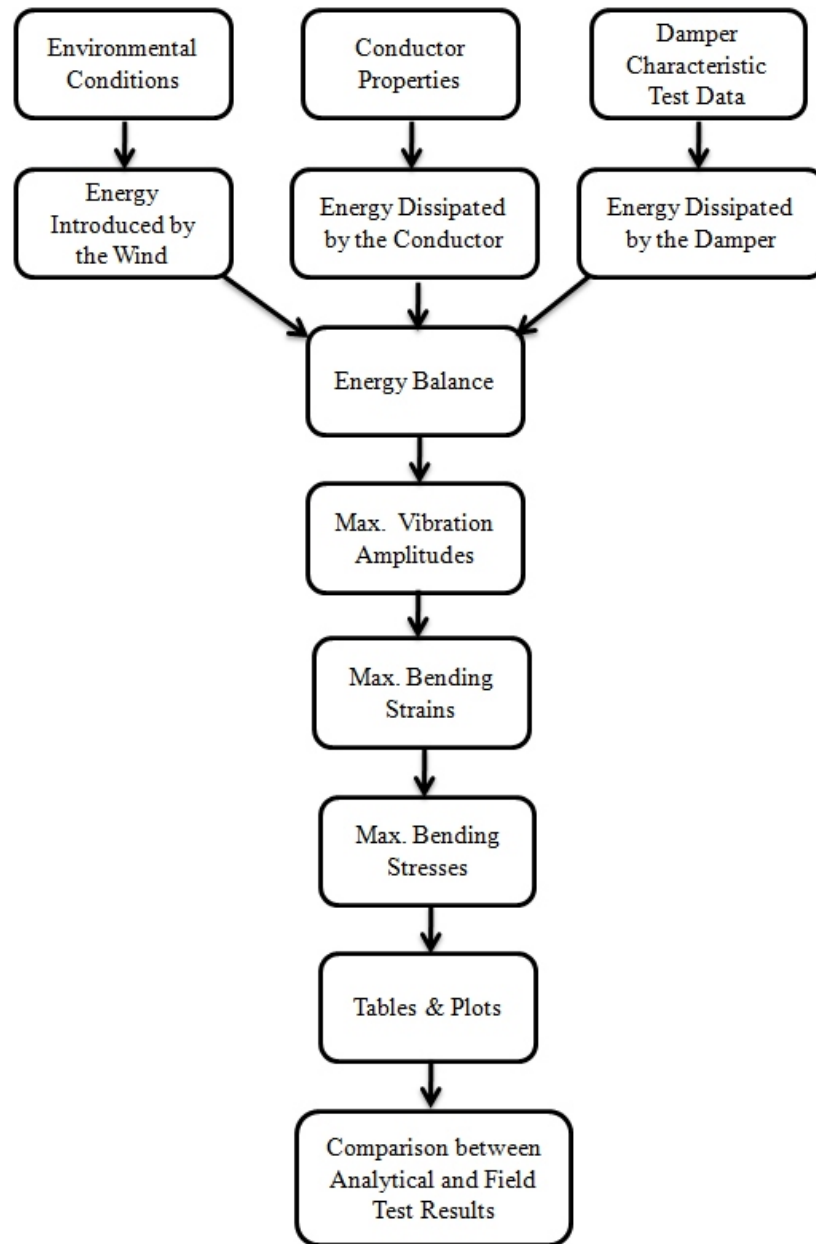 Environmental
Conditions
Conductor
Properties
Damper
Characteristic
Test Data
Energy
Introduced by
the Wind
Energy Dissipated
by the Conductor
Energy Dissipated
by the Damper
Energy Balance
Max. Vibration
Amplitudes
Max. Bending
Strains
Max. Bending
Stresses
Tables & Plots
Comparison between
Analytical and Field
Test Results